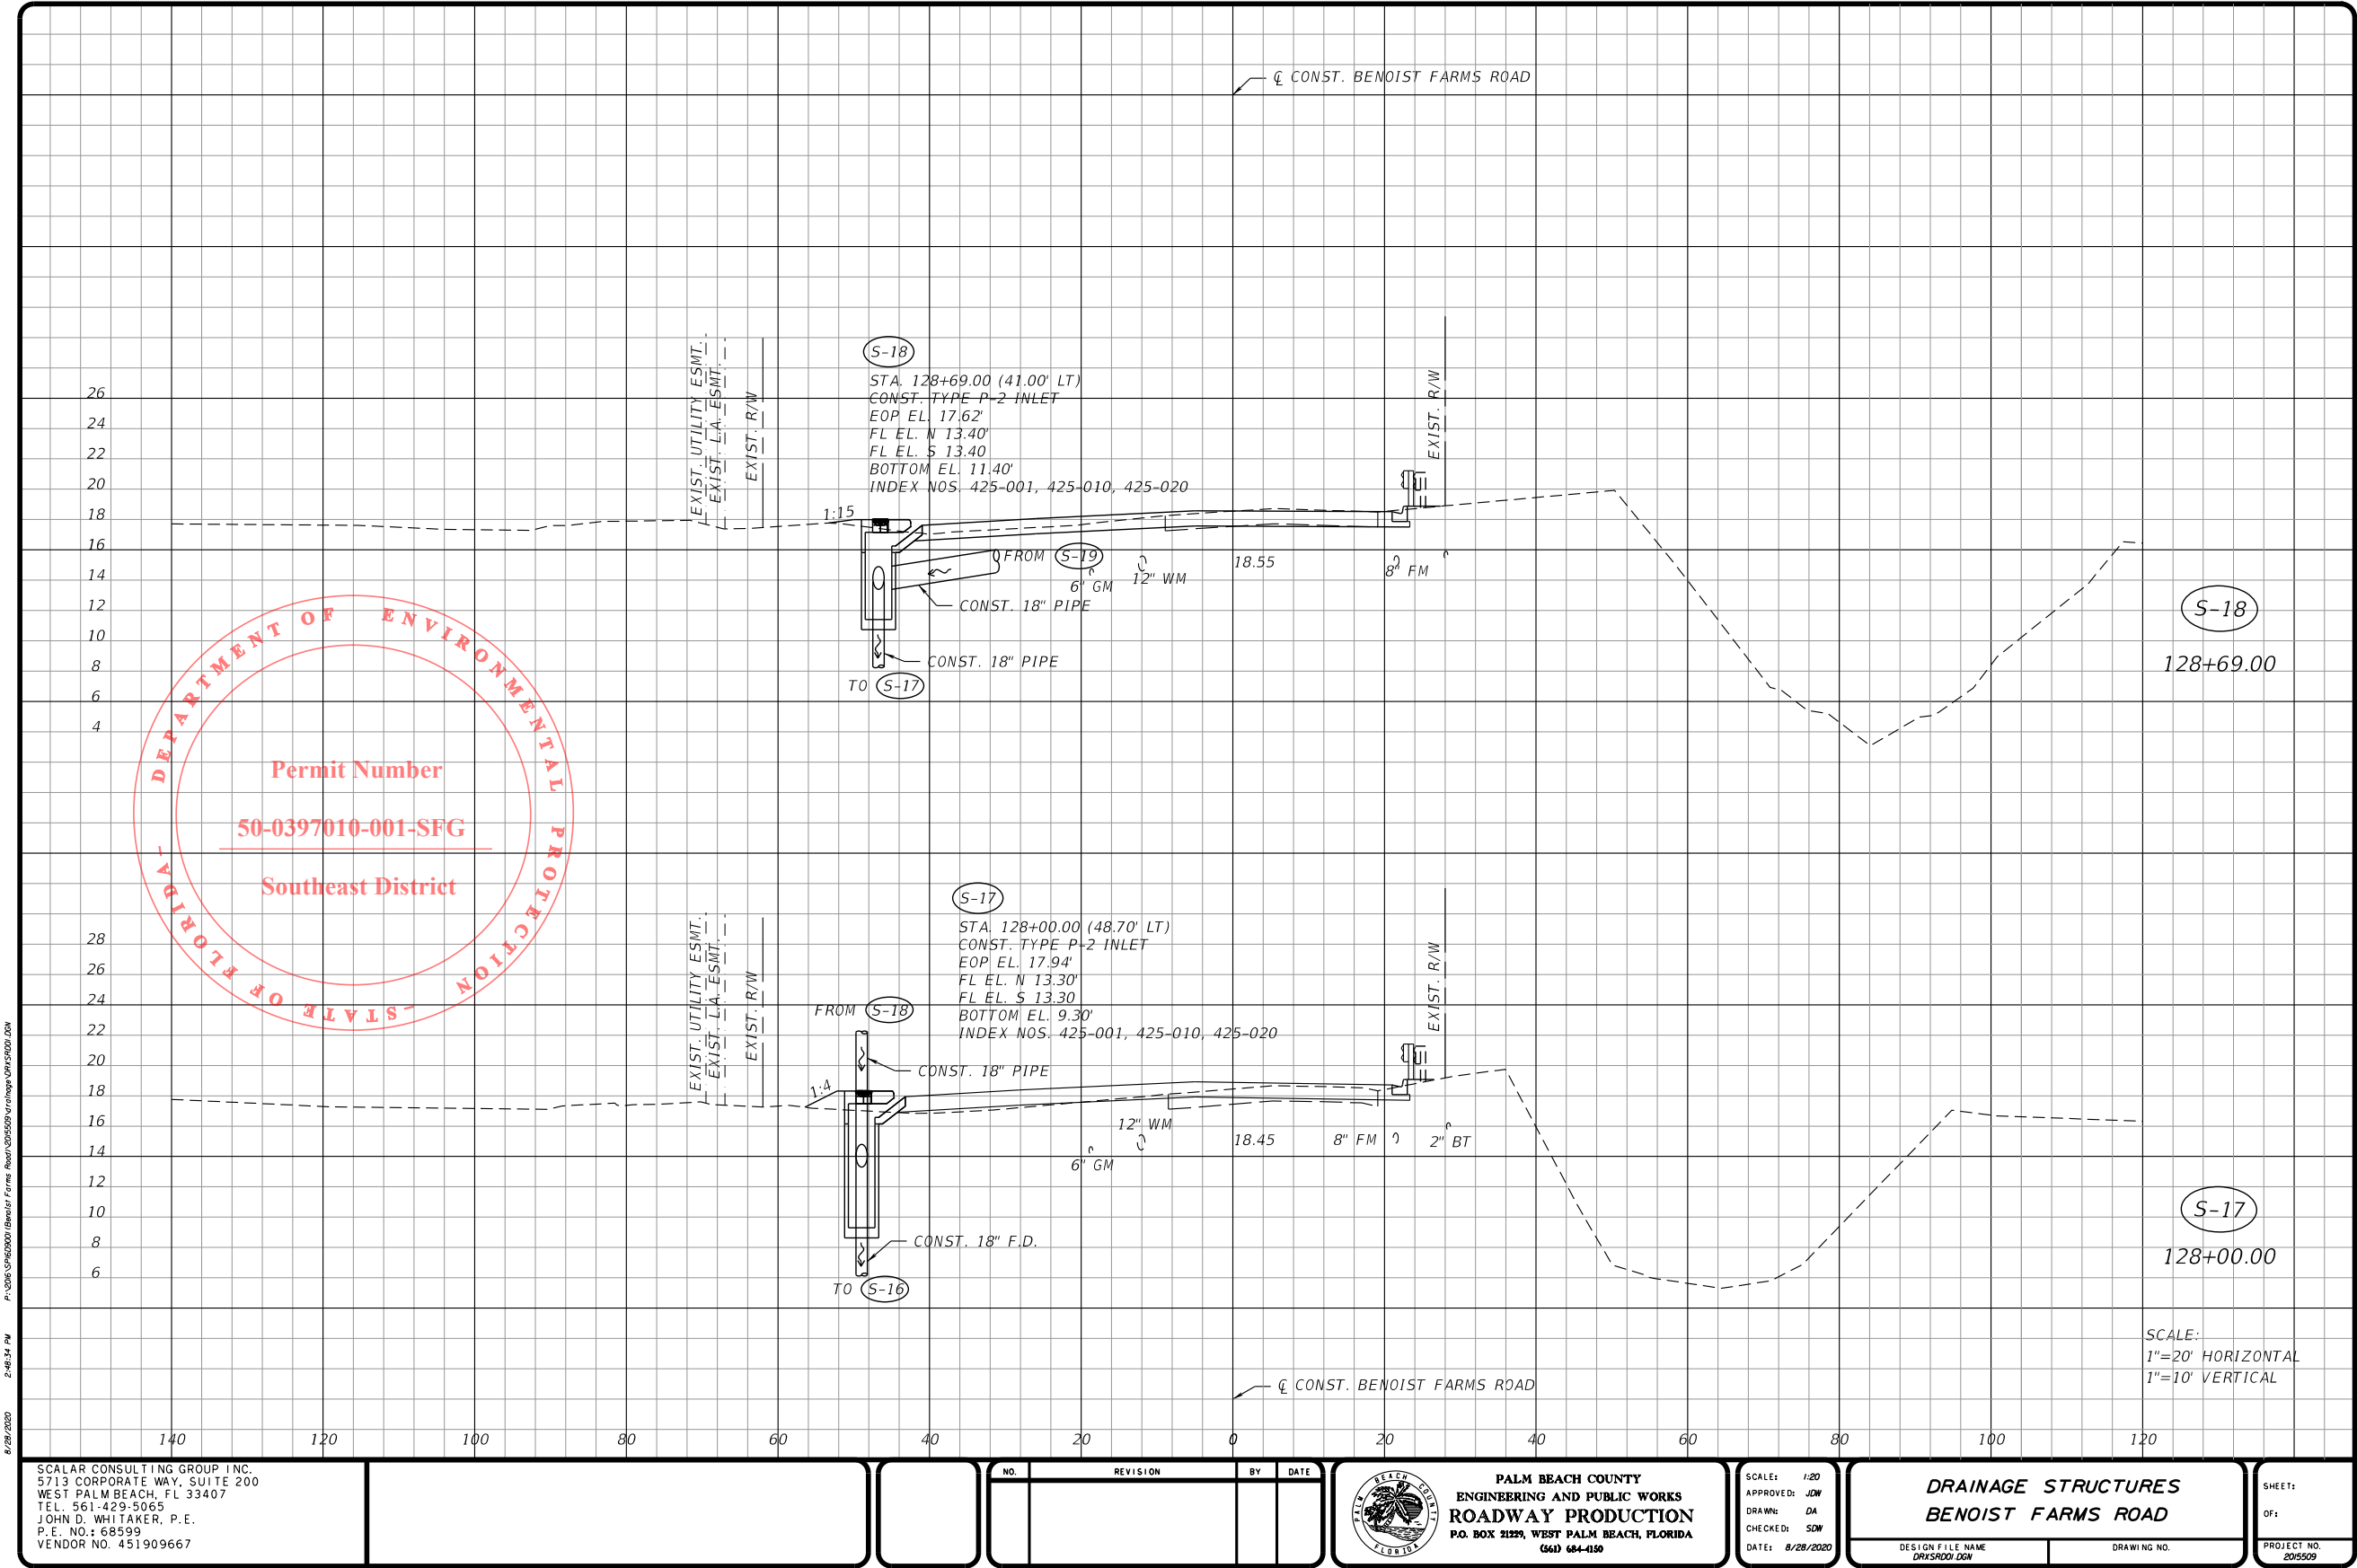 ℄ CONST. BENOIST FARMS ROAD
EXIST. UTILITY ESMT.
EXIST. L.A. ESMT.
EXIST. R/W
S-18
STA. 128+69.00 (41.00' LT)
CONST. TYPE P-2 INLET
EOP EL. 17.62'
FL EL. N 13.40'
FL EL. S 13.40
BOTTOM EL. 11.40'
INDEX NOS. 425-001, 425-010, 425-020
EXIST. R/W
26
24
22
20
18
16
14
12
10
8
6
4
1:15
FROM S-19
6" GM
12" WM
18.55
8" FM
CONST. 18" PIPE
CONST. 18" PIPE
TO S-17
S-18
128+69.00
DEPARTMENT OF ENVIRONMENTAL PROTECTION
-STATE OF FLORIDA-
Permit Number
50-0397010-001-SFG
Southeast District
S-17
STA. 128+00.00 (48.70' LT)
CONST. TYPE P-2 INLET
EOP EL. 17.94'
FL EL. N 13.30'
FL EL. S 13.30
BOTTOM EL. 9.30'
INDEX NOS. 425-001, 425-010, 425-020
EXIST. UTILITY ESMT.
EXIST. L.A. ESMT.
EXIST. R/W
EXIST. R/W
28
26
24
22
20
18
16
14
12
10
8
6
FROM S-18
CONST. 18" PIPE
1:4
12" WM
6" GM
18.45
8" FM
2" BT
CONST. 18" F.D.
TO S-16
S-17
128+00.00
SCALE:
1"=20' HORIZONTAL
1"=10' VERTICAL
℄ CONST. BENOIST FARMS ROAD
140 120 100 80 60 40 20 0 20 40 60 80 100 120
8/28/2020 2:48:34 PM P:\2016\SP160900\(Benoist Farms Road)\2015509\drainage\DRXSRD01.DGN
SCALAR CONSULTING GROUP INC.
5713 CORPORATE WAY, SUITE 200
WEST PALM BEACH, FL 33407
TEL. 561-429-5065
JOHN D. WHITAKER, P.E.
P.E. NO.: 68599
VENDOR NO. 451909667
NO. REVISION BY DATE
PALM BEACH COUNTY
FLORIDA
PALM BEACH COUNTY
ENGINEERING AND PUBLIC WORKS
ROADWAY PRODUCTION
P.O. BOX 21229, WEST PALM BEACH, FLORIDA
(561) 684-4150
SCALE: 1:20
APPROVED: JDW
DRAWN: DA
CHECKED: SDW
DATE: 8/28/2020
DRAINAGE STRUCTURES
BENOIST FARMS ROAD
DESIGN FILE NAME
DRXSRD01.DGN
DRAWING NO.
SHEET:
OF:
PROJECT NO.
2015509